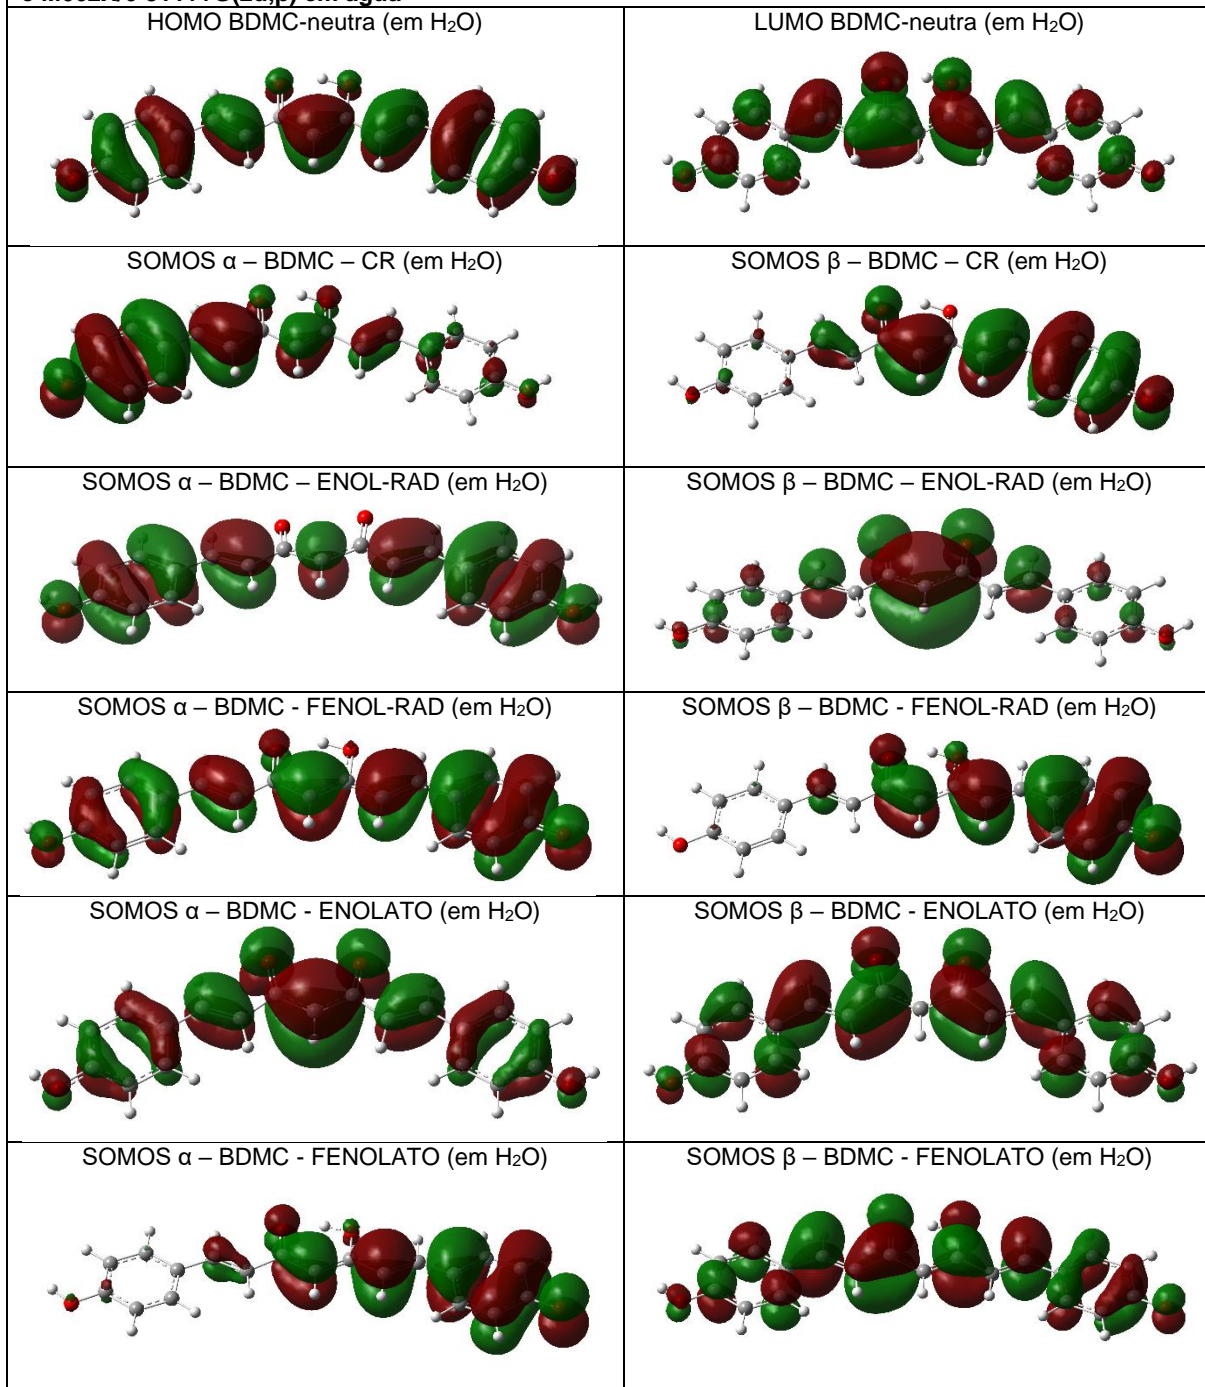 HOMO BDMC-neutra (em H₂O)
LUMO BDMC-neutra (em H₂O)
SOMOS α – BDMC – CR (em H₂O)
SOMOS β – BDMC – CR (em H₂O)
SOMOS α – BDMC – ENOL-RAD (em H₂O)
SOMOS β – BDMC – ENOL-RAD (em H₂O)
SOMOS α – BDMC - FENOL-RAD (em H₂O)
SOMOS β – BDMC - FENOL-RAD (em H₂O)
SOMOS α – BDMC - ENOLATO (em H₂O)
SOMOS β – BDMC - ENOLATO (em H₂O)
SOMOS α – BDMC - FENOLATO (em H₂O)
SOMOS β – BDMC - FENOLATO (em H₂O)